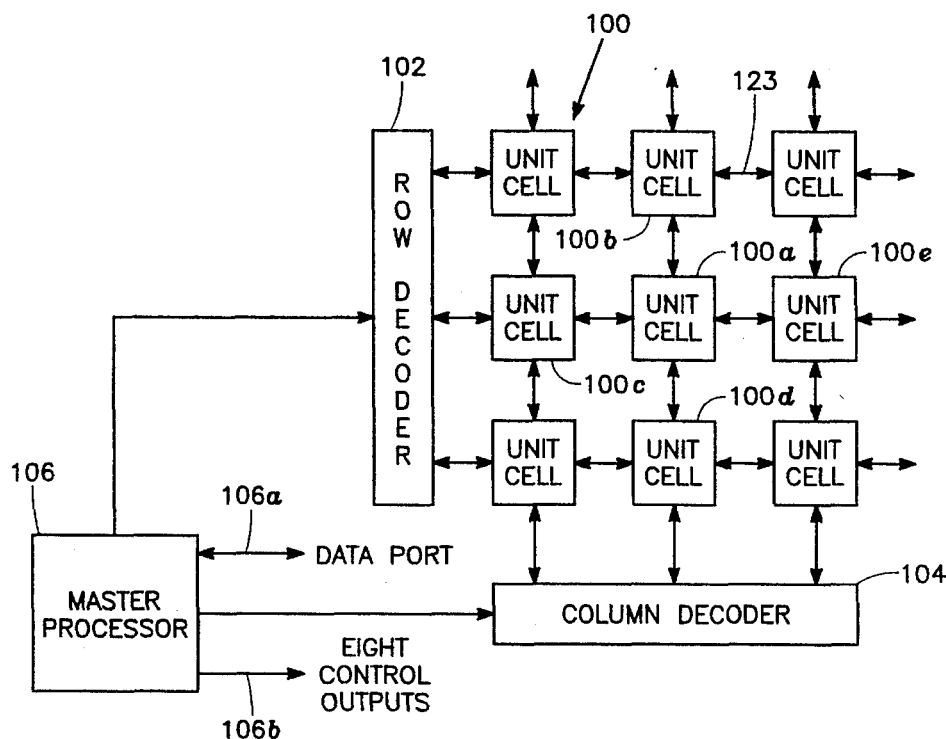 100
102
123
UNIT
CELL
UNIT
CELL
UNIT
CELL
100b
100a
100e
ROW DECODER
UNIT
CELL
UNIT
CELL
UNIT
CELL
100c
100d
UNIT
CELL
UNIT
CELL
UNIT
CELL
106
106a
DATA PORT
104
MASTER
PROCESSOR
COLUMN DECODER
EIGHT
CONTROL
OUTPUTS
106b